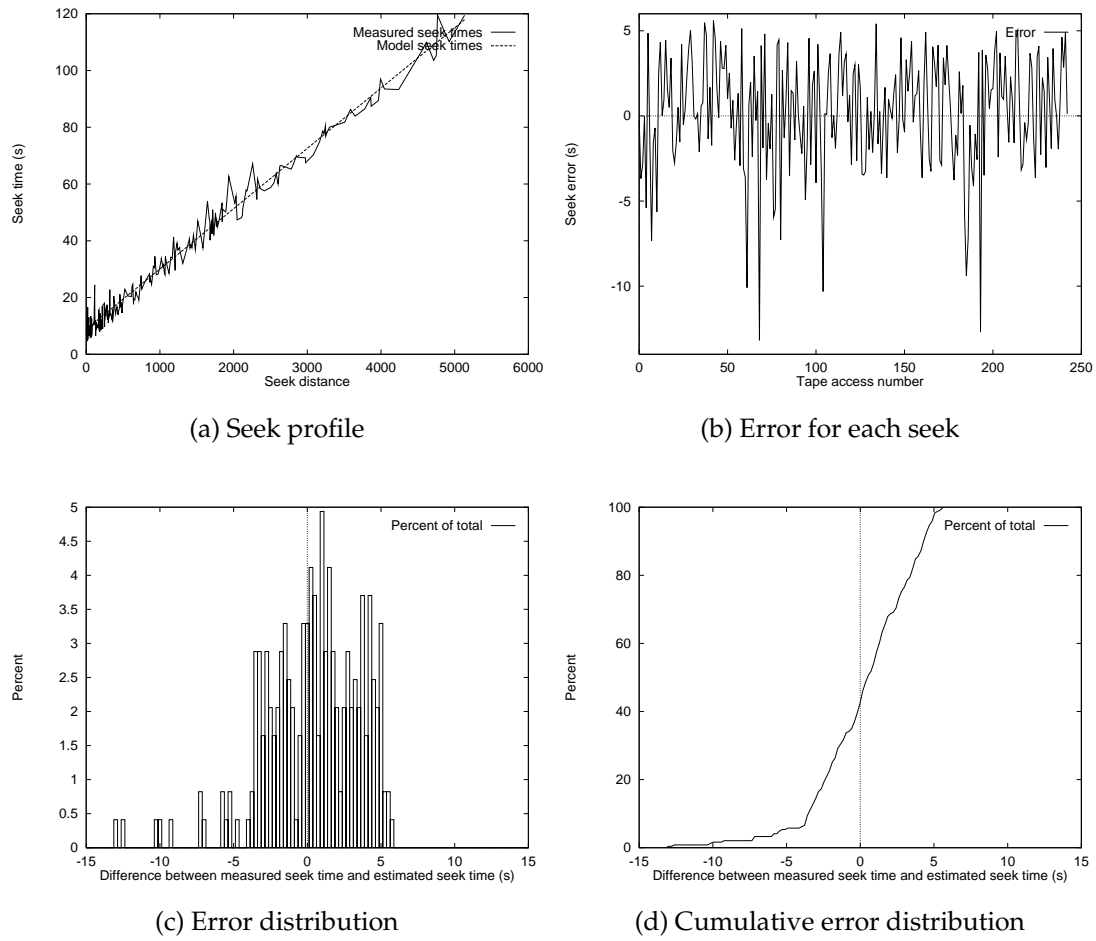 120
100
80
60
40
20
0
Seek time (s)
Measured seek times
Model seek times
0 1000 2000 3000 4000 5000 6000
Seek distance
(a) Seek profile
5
0
-5
-10
Seek error (s)
Error
0 50 100 150 200 250
Tape access number
(b) Error for each seek
5
4.5
4
3.5
3
2.5
2
1.5
1
0.5
0
Percent
Percent of total
-15 -10 -5 0 5 10 15
Difference between measured seek time and estimated seek time (s)
(c) Error distribution
100
80
60
40
20
0
Percent
Percent of total
-15 -10 -5 0 5 10 15
Difference between measured seek time and estimated seek time (s)
(d) Cumulative error distribution